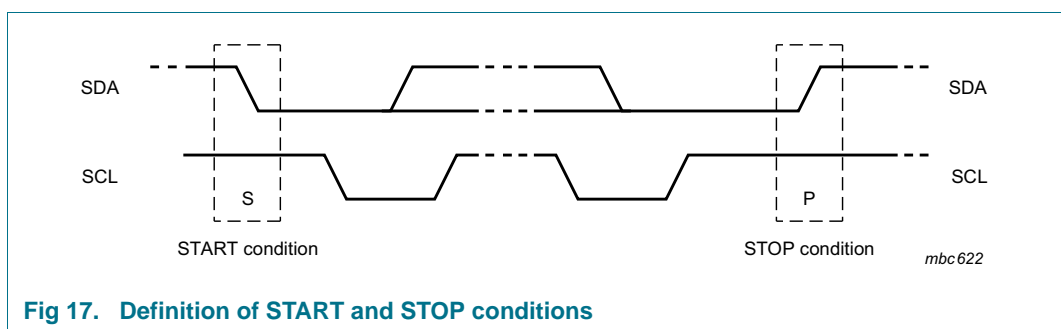 SDA SDA
SCL SCL
S P
START condition STOP condition
mbc622
Fig 17. Definition of START and STOP conditions